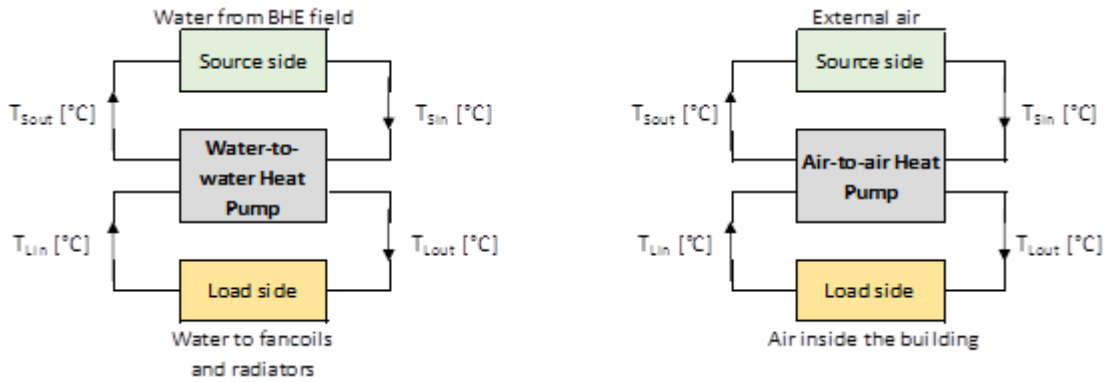 Water from BHE field
Source side
T_Sout [°C]
T_Sin [°C]
Water-to-
water Heat
Pump
T_Lin [°C]
T_Lout [°C]
Load side
Water to fancoils
and radiators
External air
Source side
T_Sout [°C]
T_Sin [°C]
Air-to-air Heat
Pump
T_Lin [°C]
T_Lout [°C]
Load side
Air inside the building